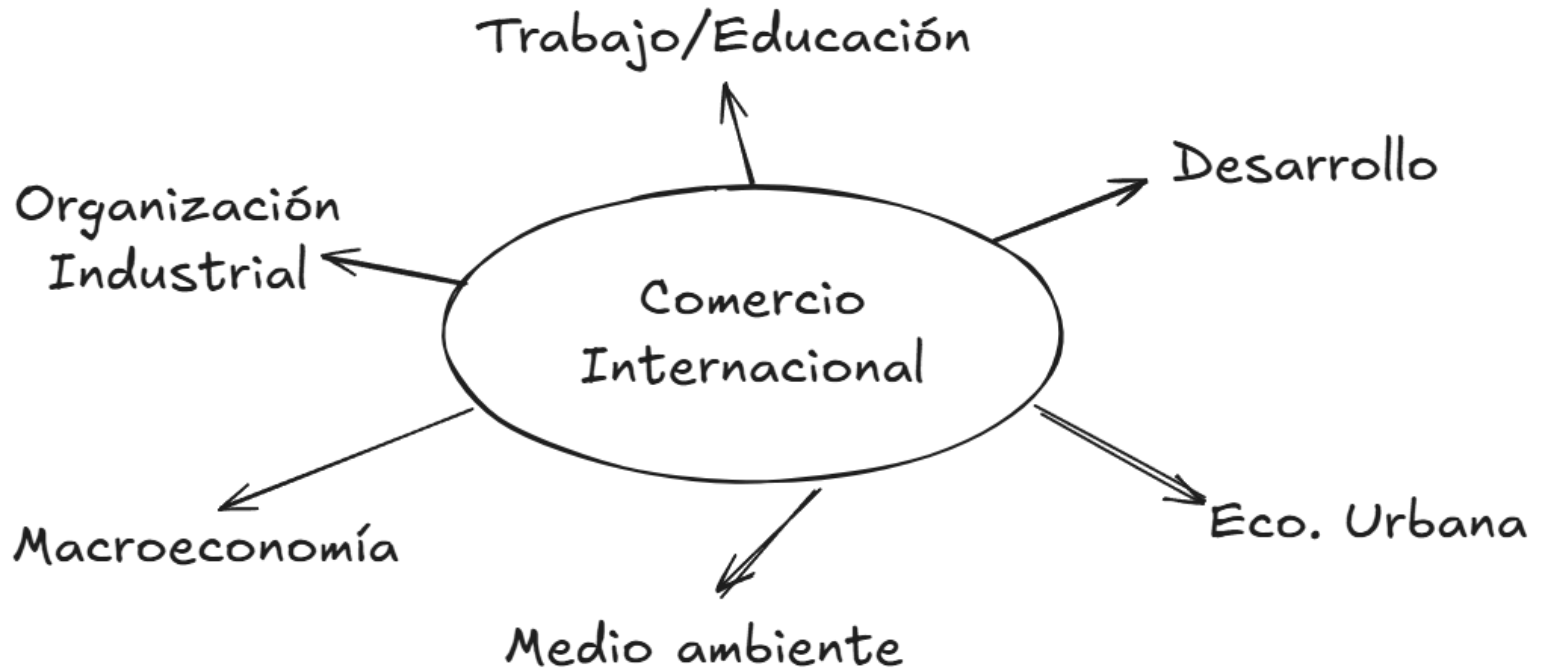 Trabajo/Educación
Desarrollo
Organización
Industrial
Comercio
Internacional
Macroeconomía
Eco. Urbana
Medio ambiente